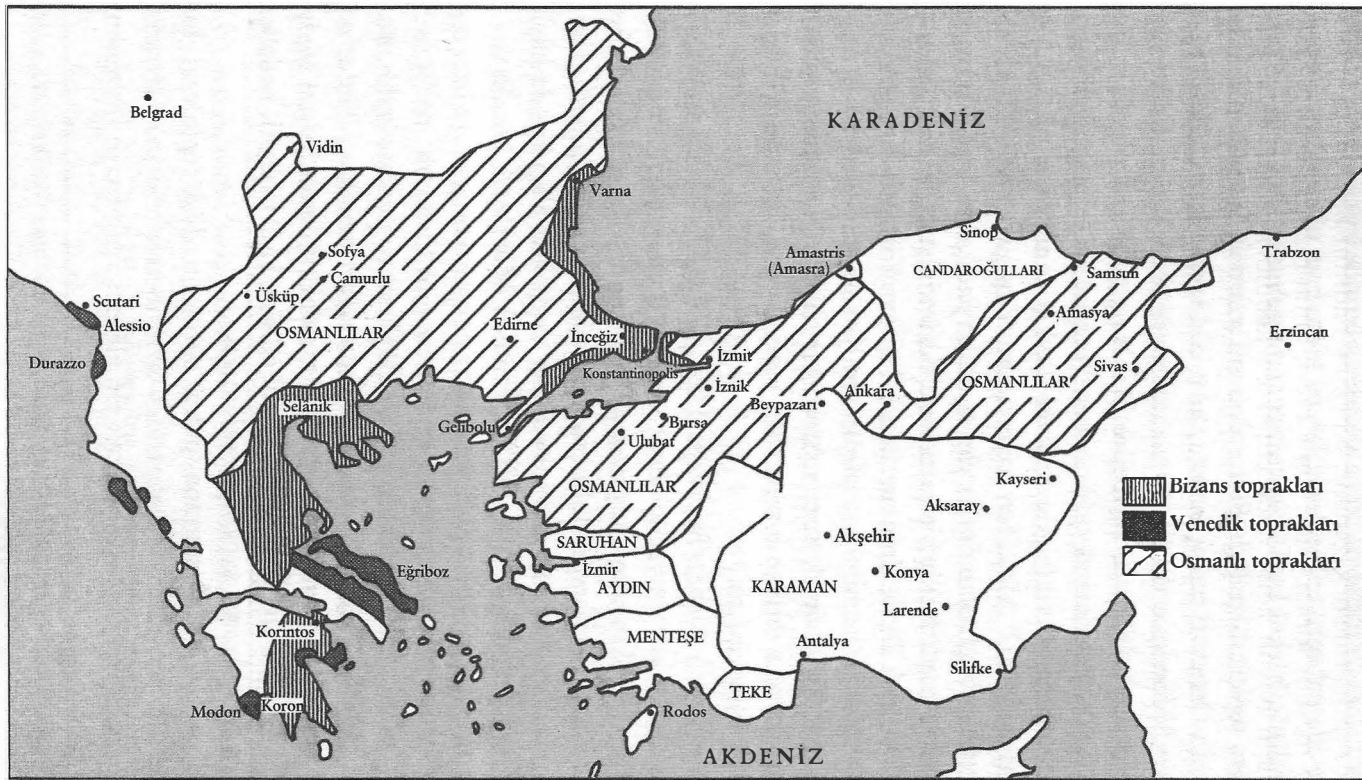 Belgrad
Vidin
KARADENİZ
Varna
Sinop
Amastris
(Amasra)
CANDAROĞULLARI
Samsun
Trabzon
Sofya
Çamurlu
Üsküp
Scutari
Alessio
Durazzo
OSMANLILAR
Edirne
İnceğiz
Konstantinopolis
İzmit
İznik
Amasya
Erzincan
Sivas
OSMANLILAR
Selanik
Gelibolu
Bursa
Ulubat
Beypazarı
Ankara
OSMANLILAR
Kayseri
Aksaray
Akşehir
Konya
KARAMAN
Larende
SARUHAN
İzmir
AYDIN
MENTEŞE
Antalya
TEKE
Silifke
Eğriboz
Korintos
Modon
Koron
Rodos
AKDENİZ
Bizans toprakları
Venedik toprakları
Osmanlı toprakları